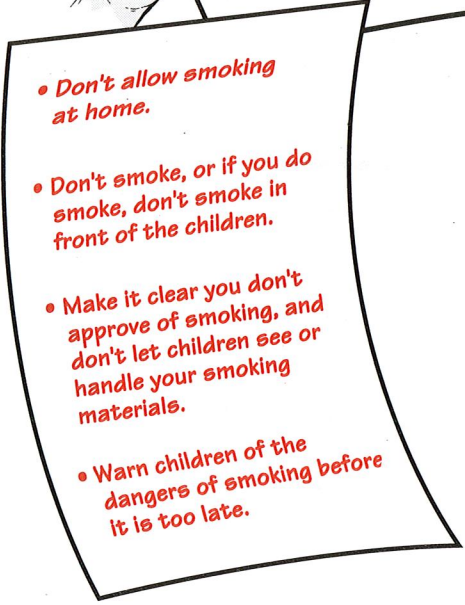 • Don't allow smoking
at home.
• Don't smoke, or if you do
smoke, don't smoke in
front of the children.
• Make it clear you don't
approve of smoking, and
don't let children see or
handle your smoking
materials.
• Warn children of the
dangers of smoking before
it is too late.